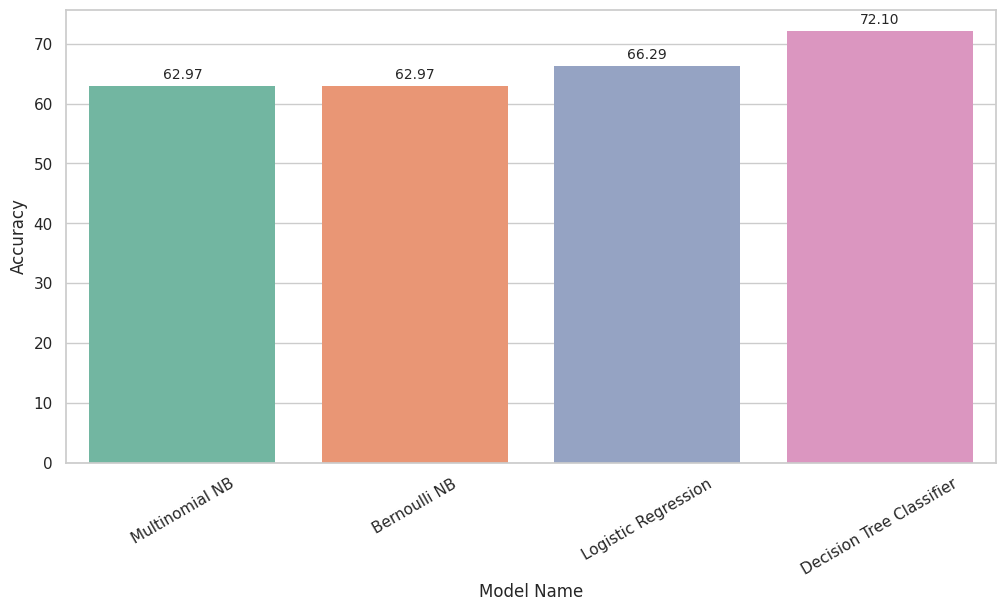 72.10
66.29
62.97 62.97
70
60
50
40
30
20
10
0
Accuracy
Multinomial NB
Bernoulli NB
Logistic Regression
Decision Tree Classifier
Model Name